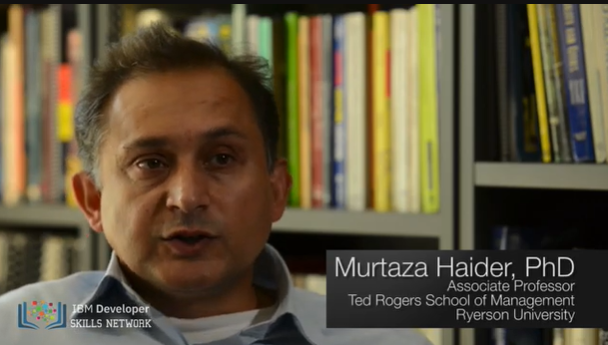 Murtaza Haider, PhD
Associate Professor
Ted Rogers School of Management
Ryerson University
IBM Developer
SKILLS NETWORK